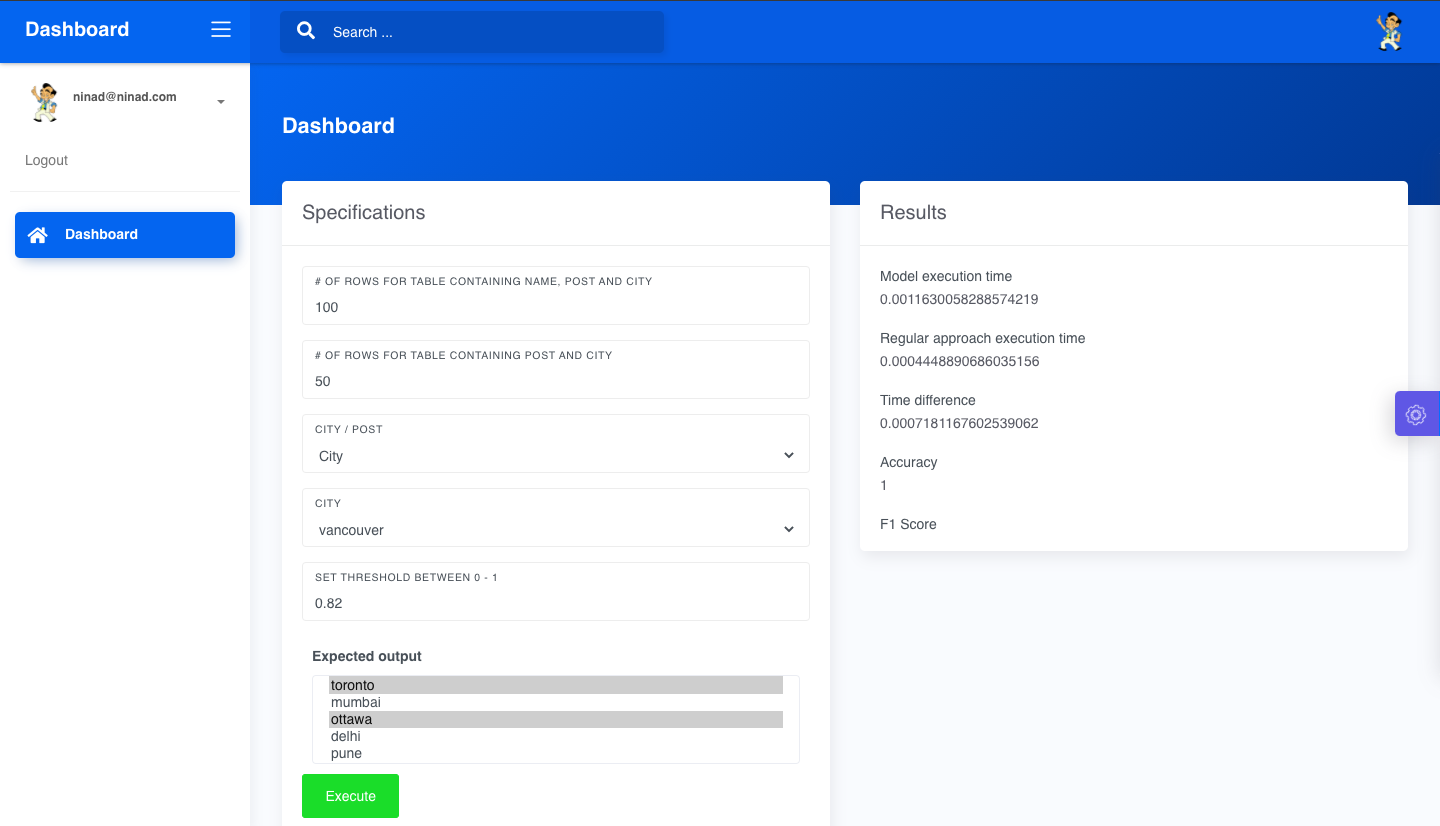 Dashboard
Search ...
ninad@ninad.com
Logout
Dashboard
Dashboard
Specifications
# OF ROWS FOR TABLE CONTAINING NAME, POST AND CITY
100
# OF ROWS FOR TABLE CONTAINING POST AND CITY
50
CITY / POST
City
CITY
vancouver
SET THRESHOLD BETWEEN 0 - 1
0.82
Expected output
toronto
mumbai
ottawa
delhi
pune
Execute
Results
Model execution time
0.0011630058288574219
Regular approach execution time
0.0004448890686035156
Time difference
0.0007181167602539062
Accuracy
1
F1 Score